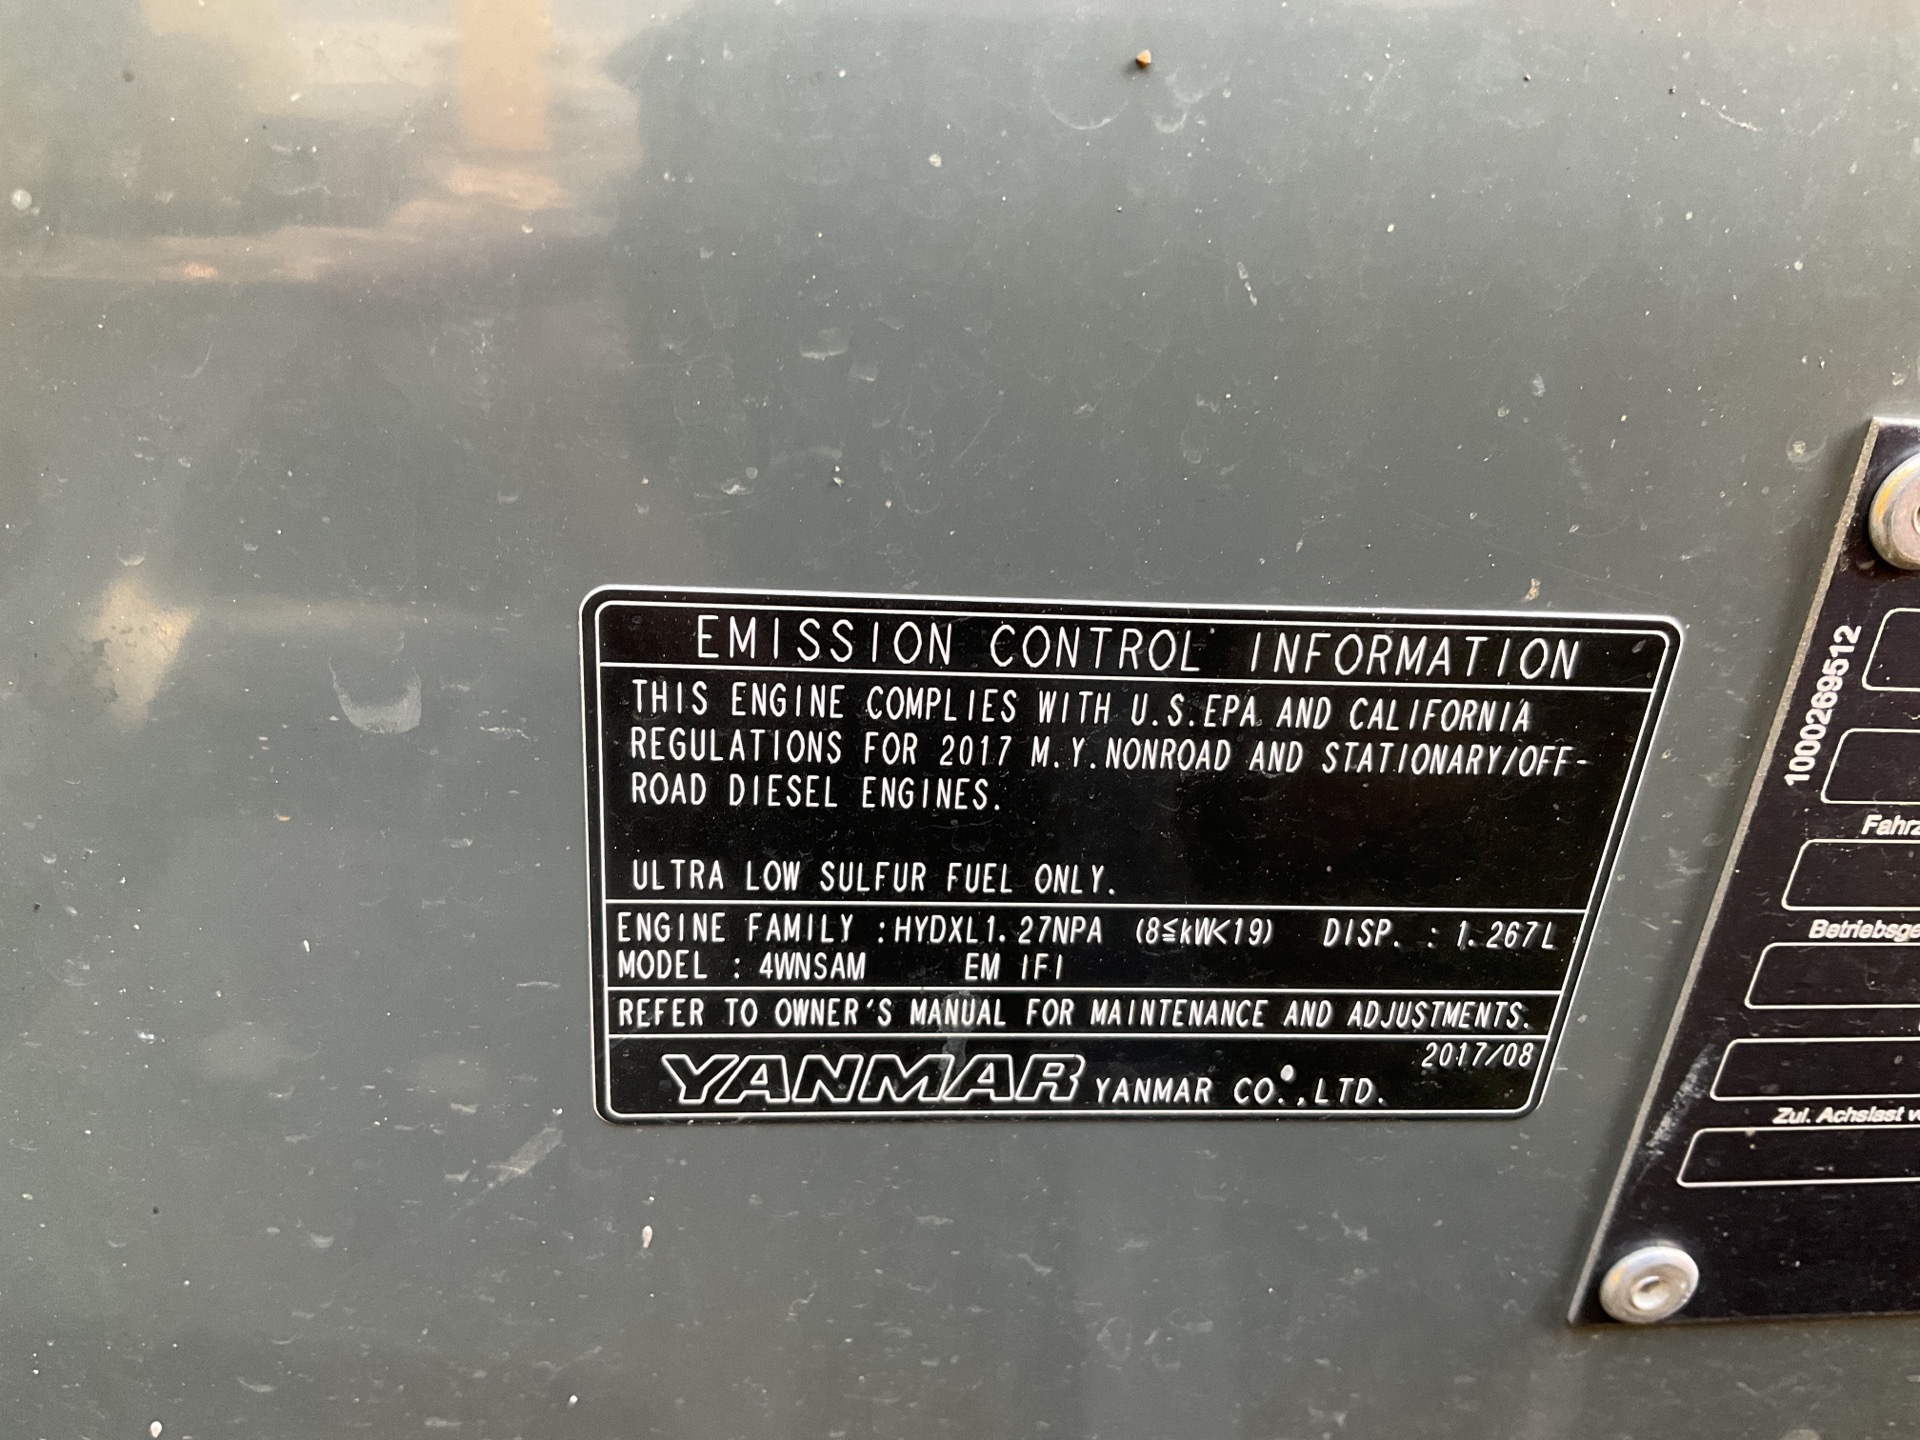 EMISSION CONTROL INFORMATION
THIS ENGINE COMPLIES WITH U.S.EPA AND CALIFORNIA
REGULATIONS FOR 2017 M.Y.NONROAD AND STATIONARY/OFF-
ROAD DIESEL ENGINES.
ULTRA LOW SULFUR FUEL ONLY.
ENGINE FAMILY :HYDXL1.27NPA (8≦kW<19) DISP. : 1.267L
MODEL : 4WNSAM EM IFI
REFER TO OWNER'S MANUAL FOR MAINTENANCE AND ADJUSTMENTS.
2017/08
YANMAR YANMAR CO.,LTD.
1000269512
Fahrz
Betriebsge
Zul. Achslast v